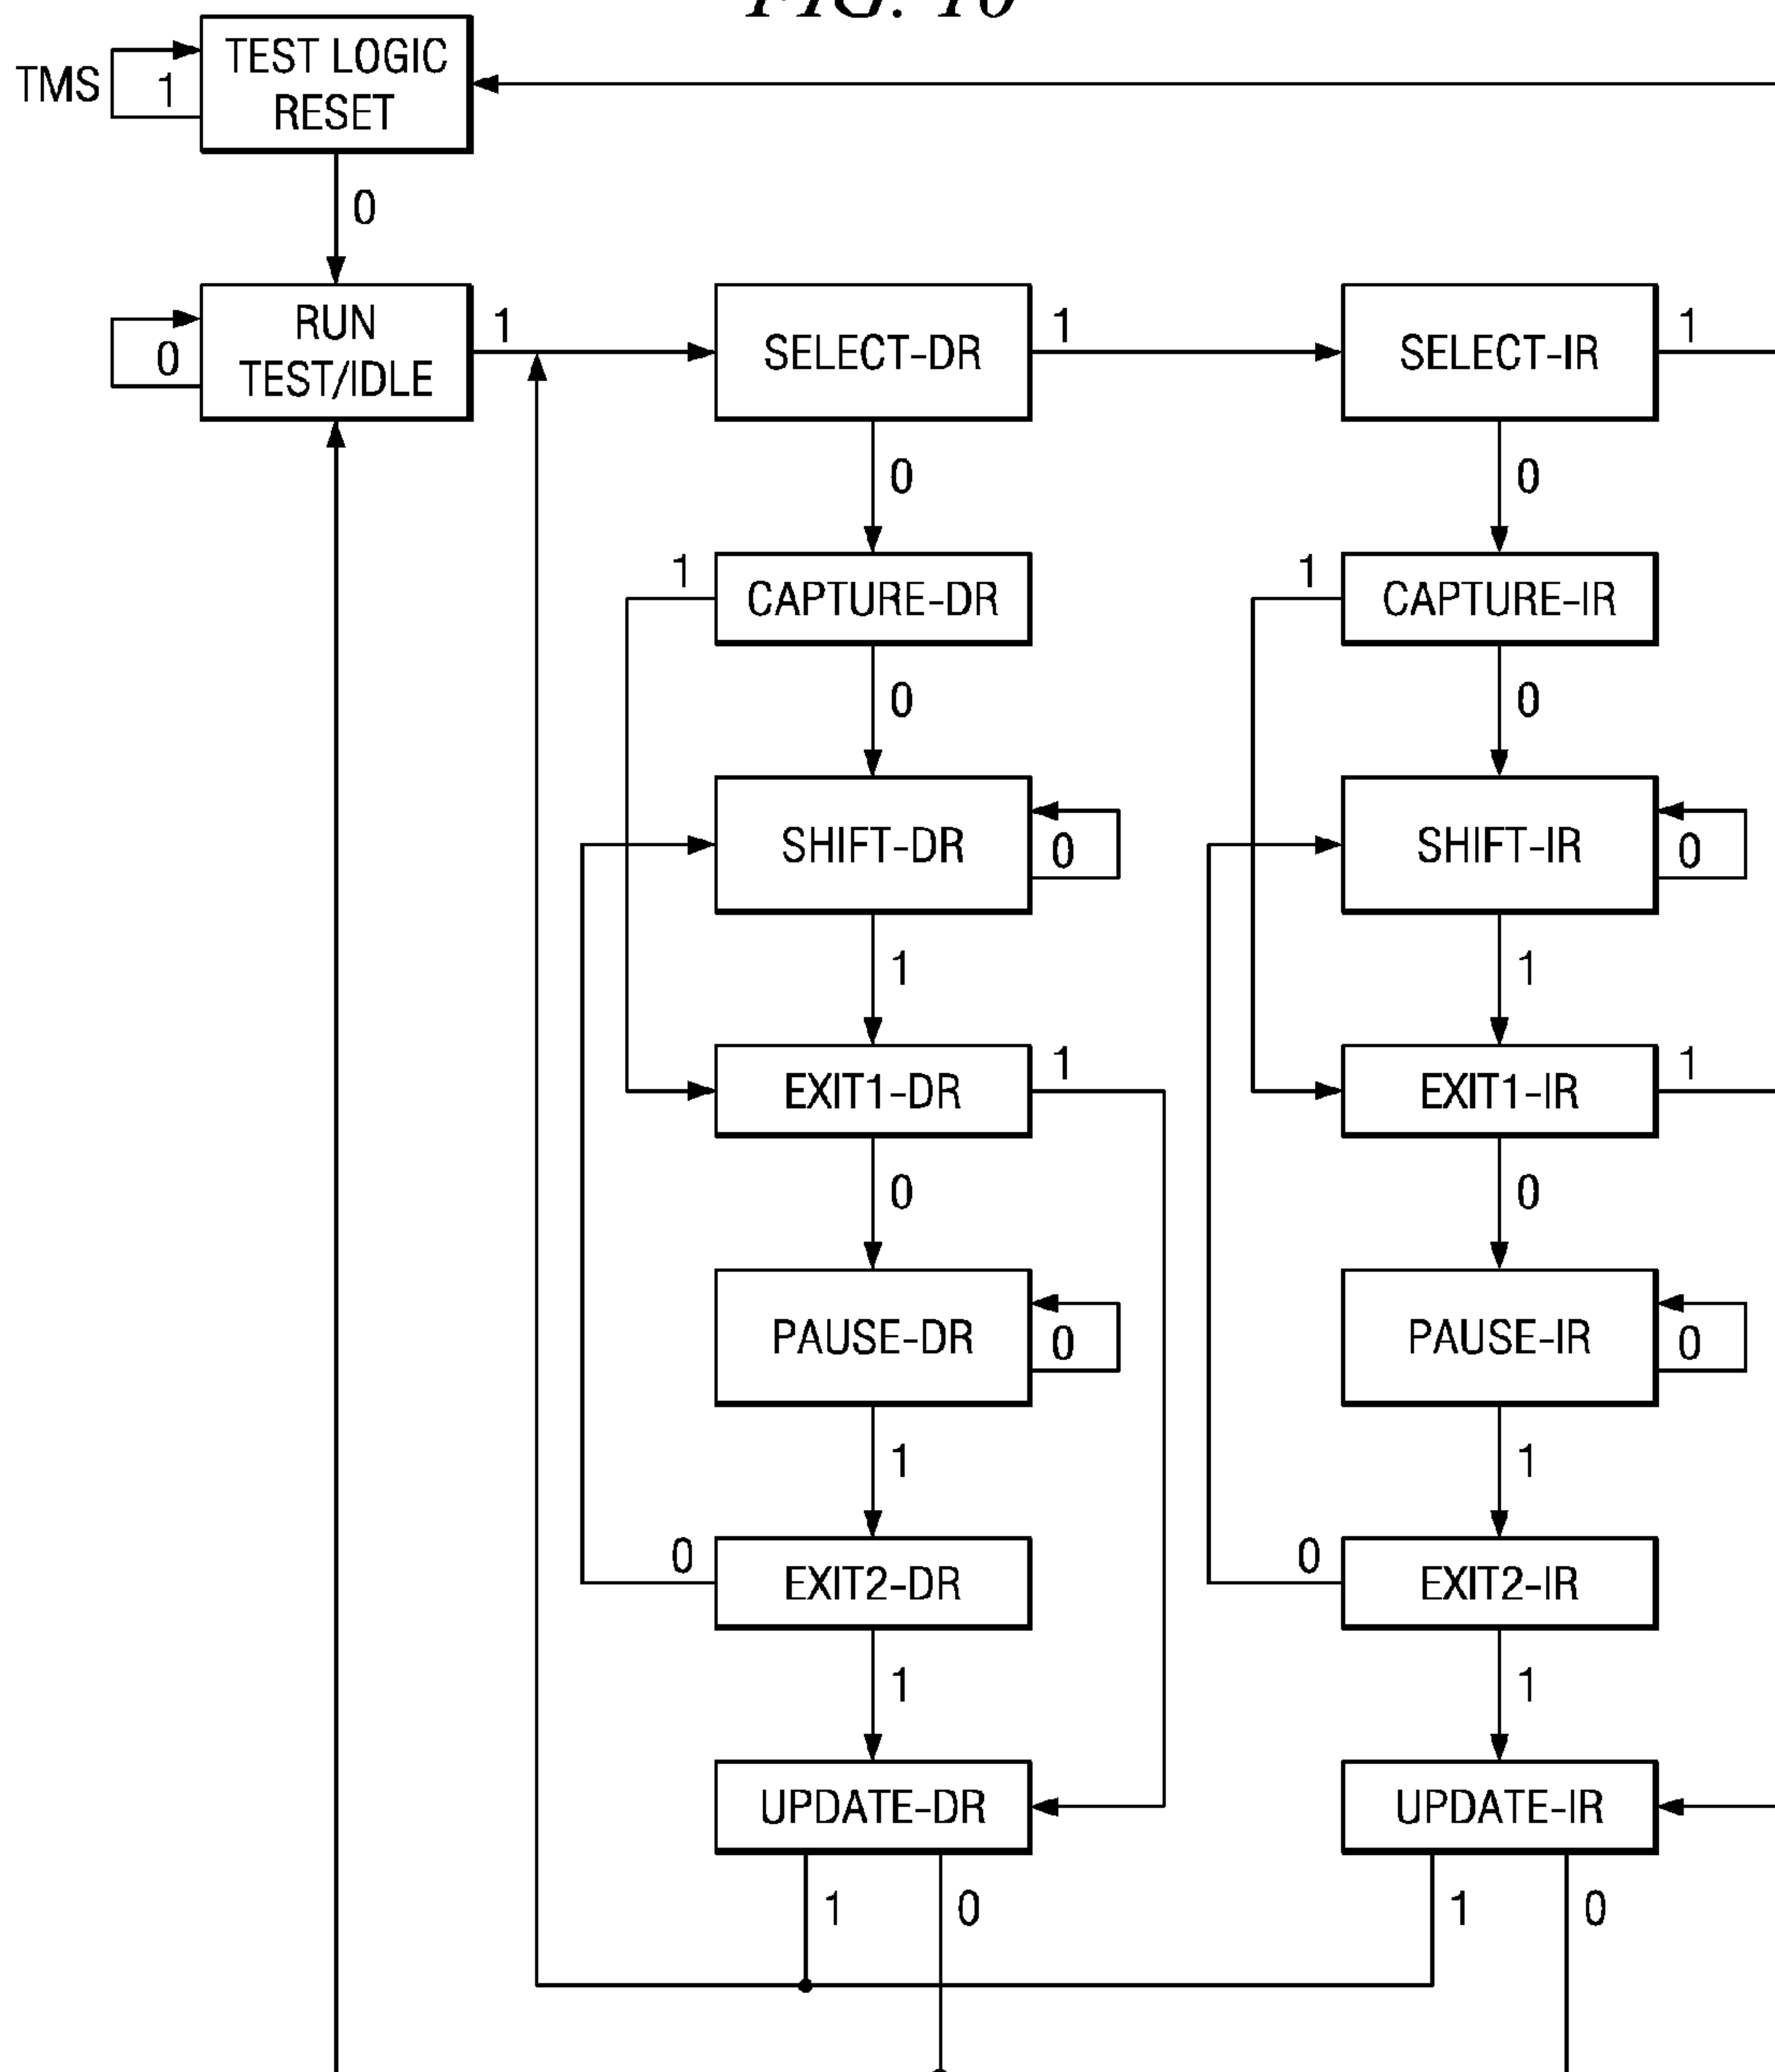 FIG. 10
TMS
1
TEST LOGIC
RESET
0
RUN
TEST/IDLE
0
1
SELECT-DR
1
SELECT-IR
1
0
0
1
CAPTURE-DR
1
CAPTURE-IR
0
0
SHIFT-DR
0
SHIFT-IR
0
1
1
EXIT1-DR
1
EXIT1-IR
1
0
0
PAUSE-DR
0
PAUSE-IR
0
1
1
0
EXIT2-DR
0
EXIT2-IR
1
1
UPDATE-DR
UPDATE-IR
1
0
1
0